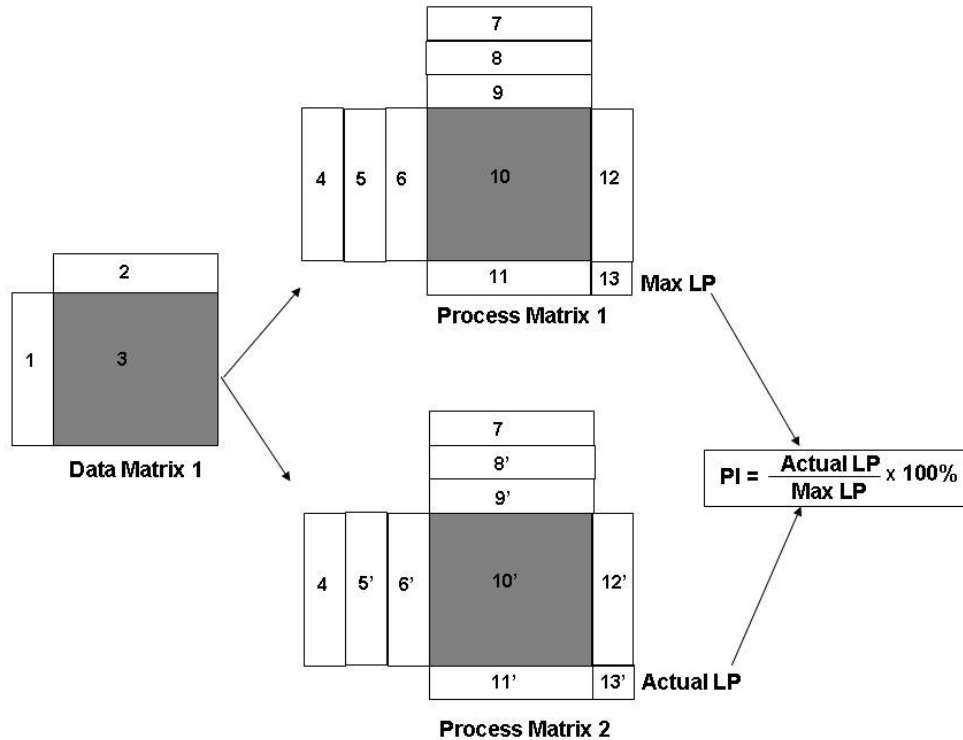 7
8
9
4 5 6 10 12
11 13 Max LP
Process Matrix 1
2
1 3
Data Matrix 1
7
8’
9’
4 5’ 6’ 10’ 12’
11’ 13’ Actual LP
Process Matrix 2
PI = Actual LP x 100%
Max LP